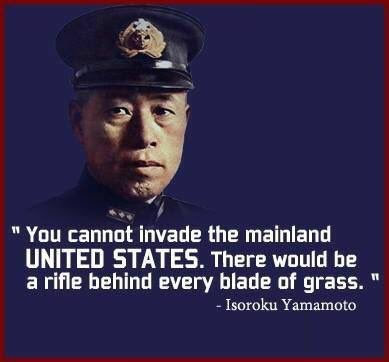 " You cannot invade the mainland
UNITED STATES. There would be
a rifle behind every blade of grass. "
- Isoroku Yamamoto